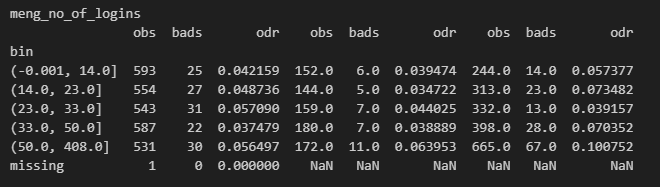 meng_no_of_logins
obs bads odr obs bads odr obs bads odr
bin
(-0.001, 14.0] 593 25 0.042159 152.0 6.0 0.039474 244.0 14.0 0.057377
(14.0, 23.0] 554 27 0.048736 144.0 5.0 0.034722 313.0 23.0 0.073482
(23.0, 33.0] 543 31 0.057090 159.0 7.0 0.044025 332.0 13.0 0.039157
(33.0, 50.0] 587 22 0.037479 180.0 7.0 0.038889 398.0 28.0 0.070352
(50.0, 408.0] 531 30 0.056497 172.0 11.0 0.063953 665.0 67.0 0.100752
missing 1 0 0.000000 NaN NaN NaN NaN NaN NaN